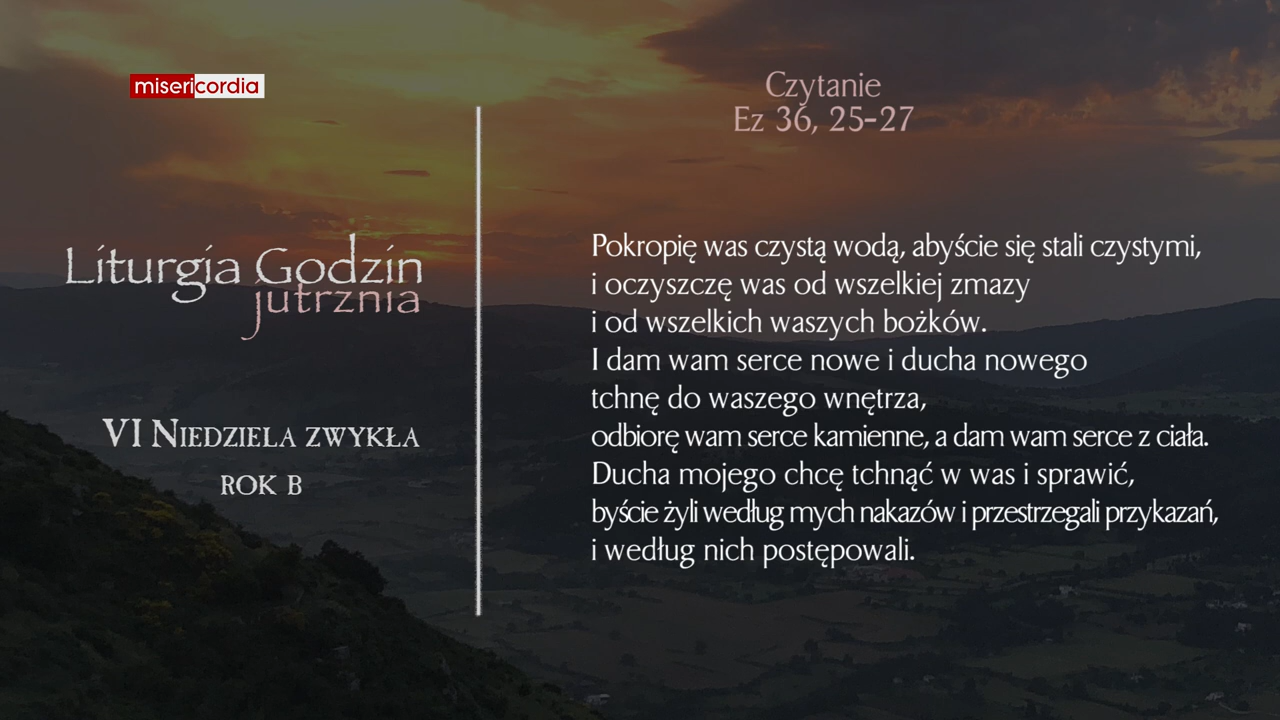 misericordia
Liturgia Godzin
jutrznia
VI Niedziela zwykła
rok B
Czytanie
Ez 36, 25-27
Pokropię was czystą wodą, abyście się stali czystymi,
i oczyszczę was od wszelkiej zmazy
i od wszelkich waszych bożków.
I dam wam serce nowe i ducha nowego
tchnę do waszego wnętrza,
odbiorę wam serce kamienne, a dam wam serce z ciała.
Ducha mojego chcę tchnąć w was i sprawić,
byście żyli według mych nakazów i przestrzegali przykazań,
i według nich postępowali.